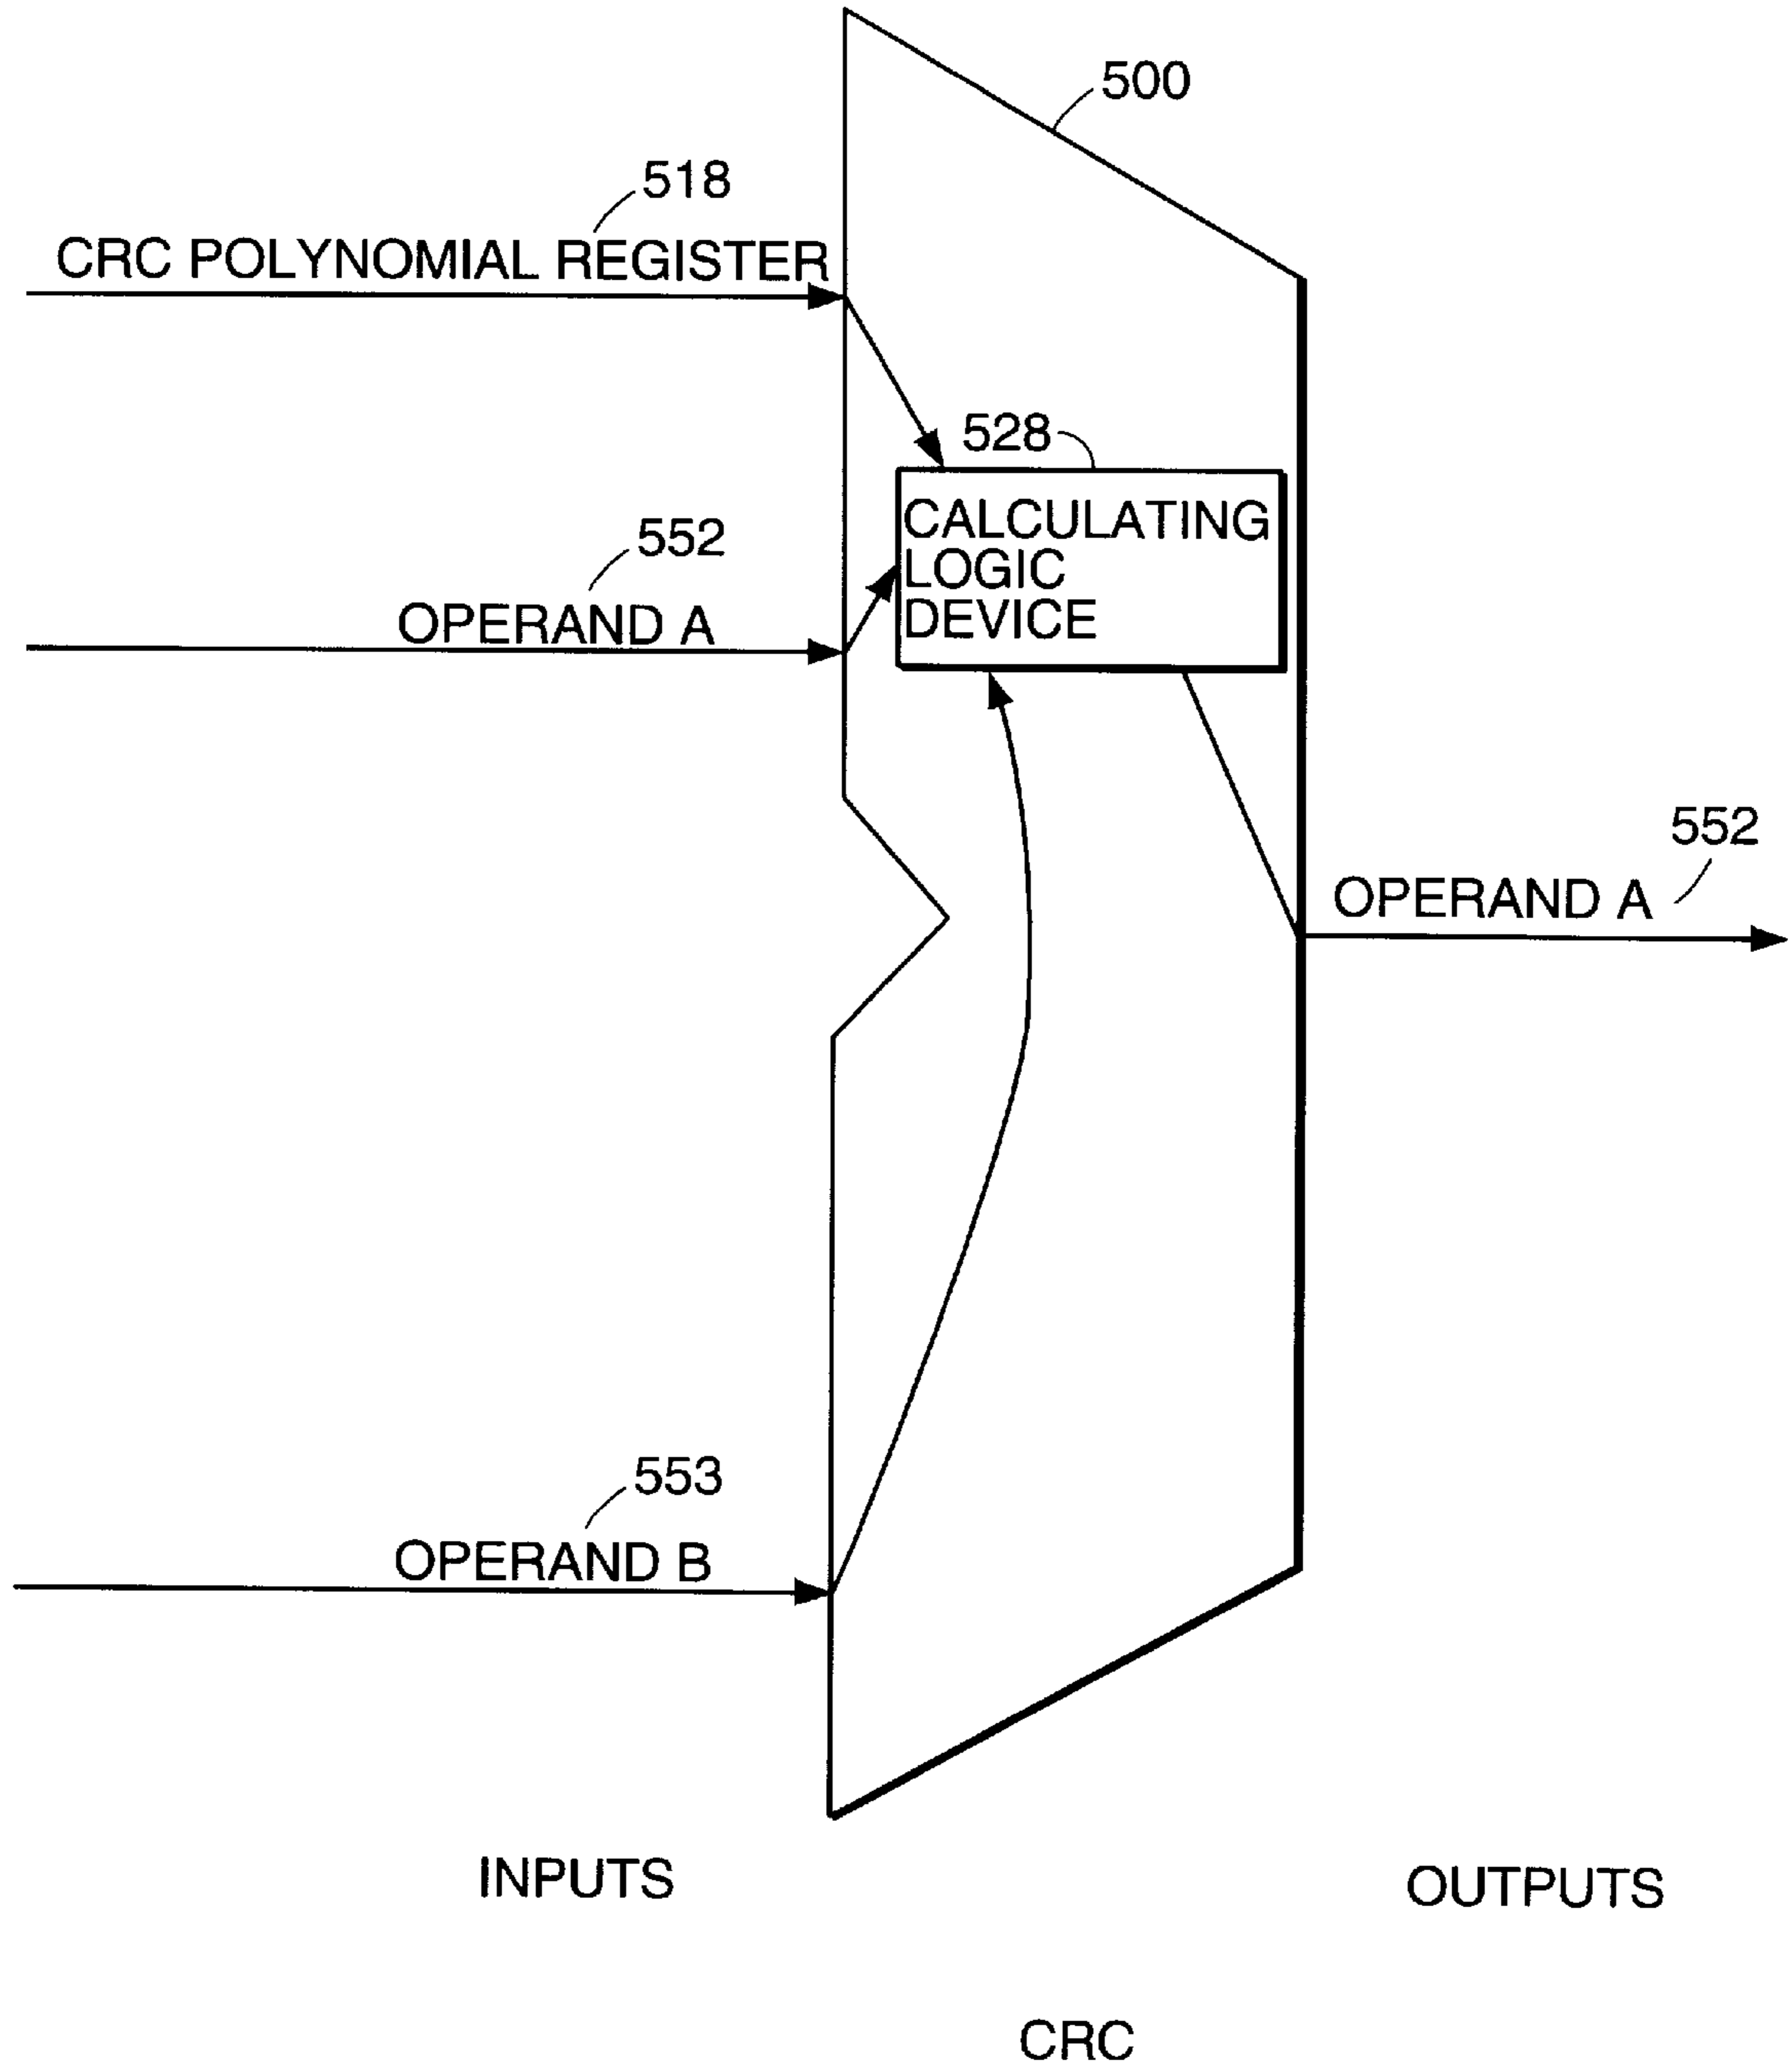 500
518
CRC POLYNOMIAL REGISTER
528
CALCULATING
LOGIC
DEVICE
552
OPERAND A
552
OPERAND A
553
OPERAND B
INPUTS
OUTPUTS
CRC